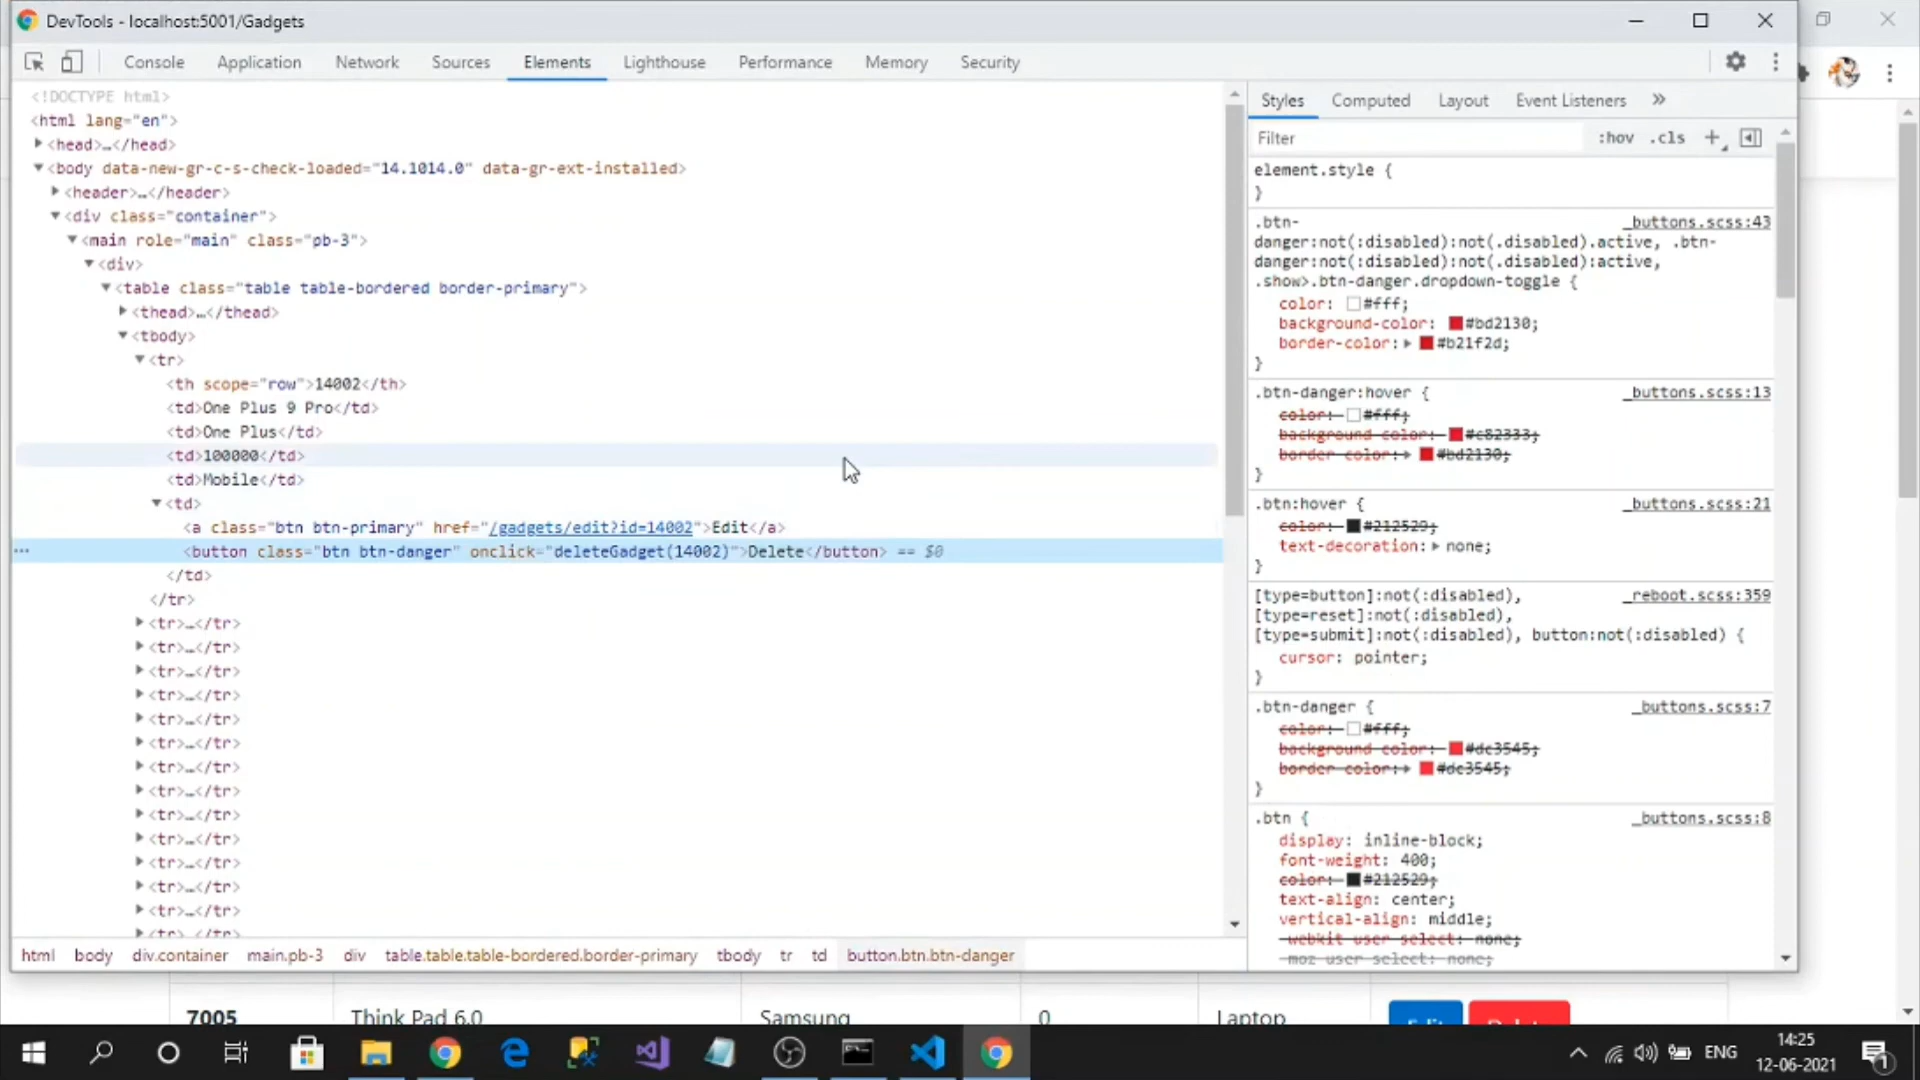 DevTools - localhost:5001/Gadgets
Console Application Network Sources Elements Lighthouse Performance Memory Security
<!DOCTYPE html>
<html lang="en">
<head>…</head>
<body data-new-gr-c-s-check-loaded="14.1014.0" data-gr-ext-installed>
<header>…</header>
<div class="container">
<main role="main" class="pb-3">
<div>
<table class="table table-bordered border-primary">
<thead>…</thead>
<tbody>
<tr>
<th scope="row">14002</th>
<td>One Plus 9 Pro</td>
<td>One Plus</td>
<td>100000</td>
<td>Mobile</td>
<td>
<a class="btn btn-primary" href="/gadgets/edit?id=14002">Edit</a>
<button class="btn btn-danger" onclick="deleteGadget(14002)">Delete</button> == $0
</td>
</tr>
<tr>…</tr>
<tr>…</tr>
<tr>…</tr>
<tr>…</tr>
<tr>…</tr>
<tr>…</tr>
<tr>…</tr>
<tr>…</tr>
<tr>…</tr>
<tr>…</tr>
<tr>…</tr>
<tr>…</tr>
<tr>…</tr>
<tr>…</tr>
html body div.container main.pb-3 div table.table.table-bordered.border-primary tbody tr td button.btn.btn-danger
Styles Computed Layout Event Listeners »
Filter :hov .cls +
element.style {
}
.btn- _buttons.scss:43
danger:not(:disabled):not(.disabled).active, .btn-
danger:not(:disabled):not(.disabled):active,
.show>.btn-danger.dropdown-toggle {
color: #fff;
background-color: #bd2130;
border-color: #b21f2d;
}
.btn-danger:hover { _buttons.scss:13
color: #fff;
background-color: #c82333;
border-color: #bd2130;
}
.btn:hover { _buttons.scss:21
color: #212529;
text-decoration: none;
}
[type=button]:not(:disabled), _reboot.scss:359
[type=reset]:not(:disabled),
[type=submit]:not(:disabled), button:not(:disabled) {
cursor: pointer;
}
.btn-danger { _buttons.scss:7
color: #fff;
background-color: #dc3545;
border-color: #dc3545;
}
.btn { _buttons.scss:8
display: inline-block;
font-weight: 400;
color: #212529;
text-align: center;
vertical-align: middle;
-webkit-user-select: none;
-moz-user-select: none;
7005 Think Pad 6.0 Samsung 0 Laptop Edit Delete
ENG
14:25
12-06-2021
1